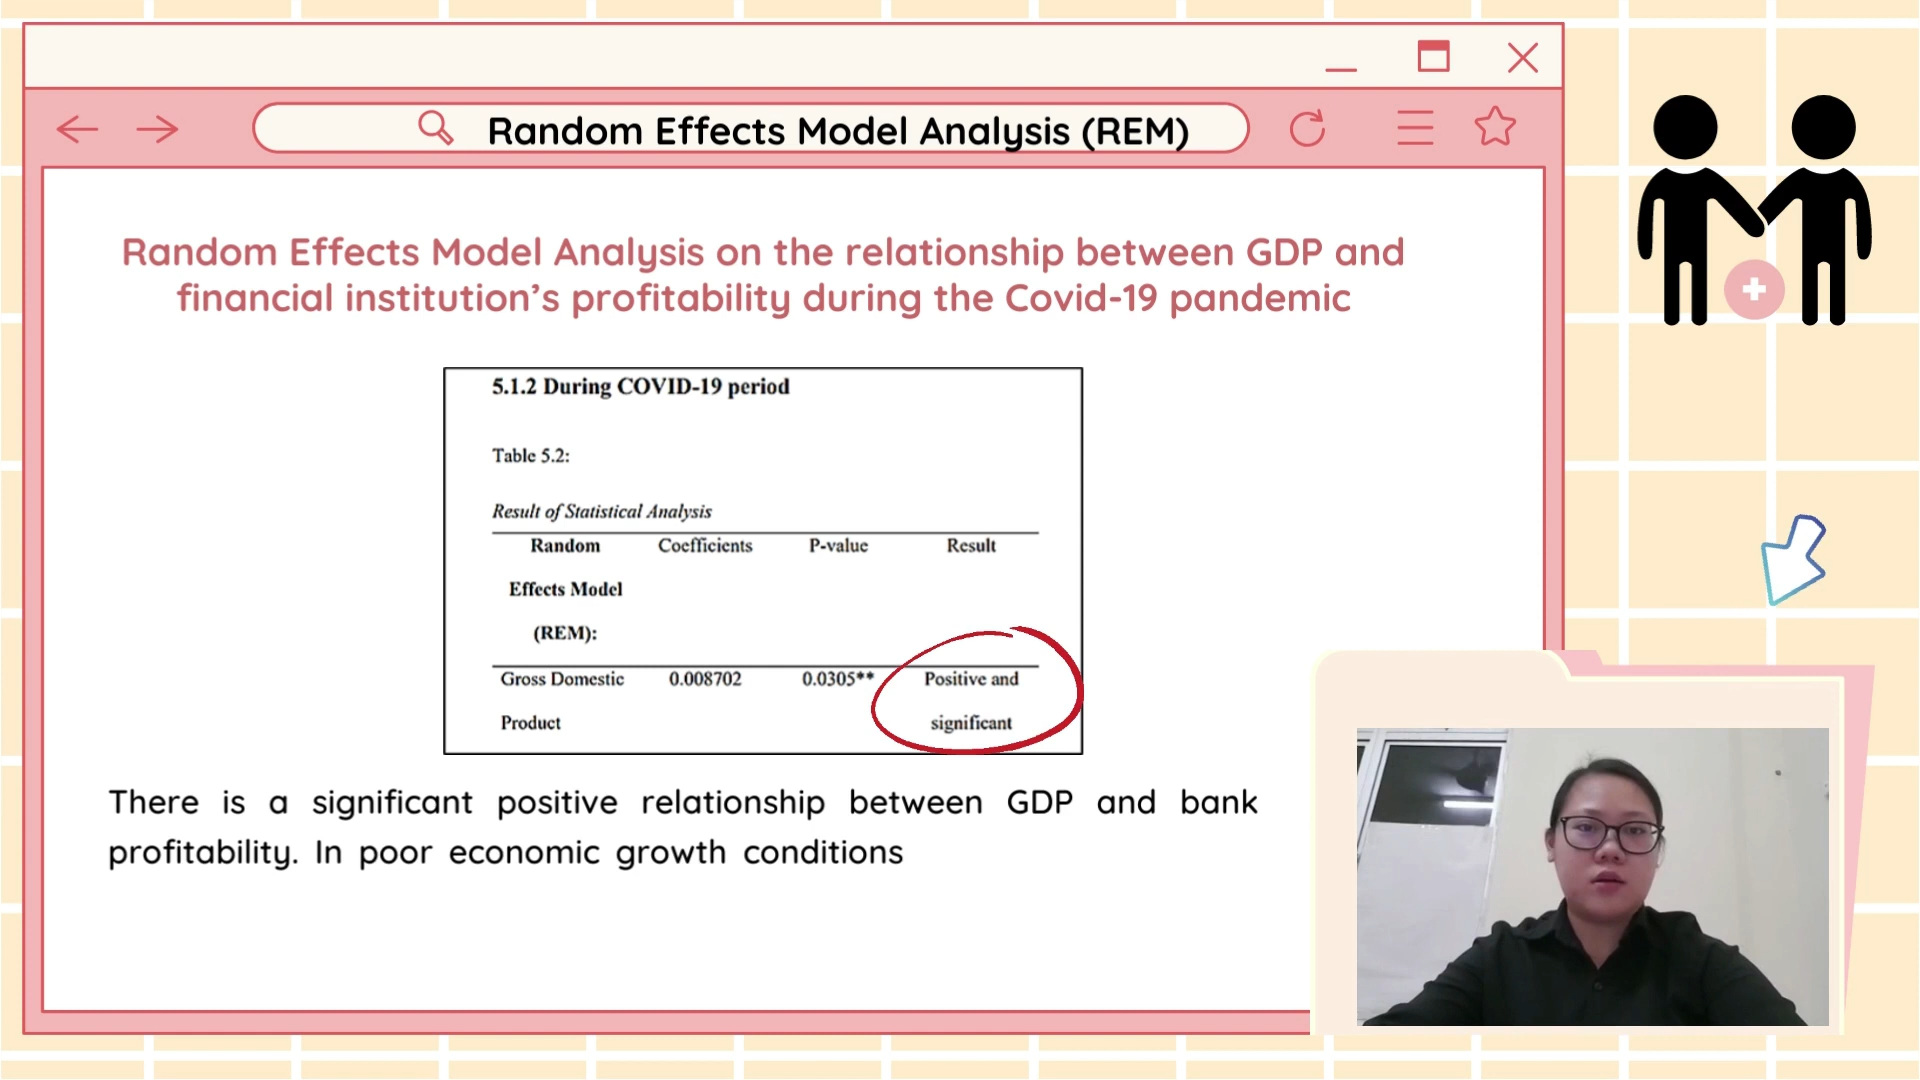 Random Effects Model Analysis (REM)
Random Effects Model Analysis on the relationship between GDP and
financial institution’s profitability during the Covid-19 pandemic
5.1.2 During COVID-19 period
Table 5.2:
Result of Statistical Analysis
Random Coefficients P-value Result
Effects Model
(REM):
Gross Domestic 0.008702 0.0305** Positive and
Product significant
There is a significant positive relationship between GDP and bank
profitability. In poor economic growth conditions